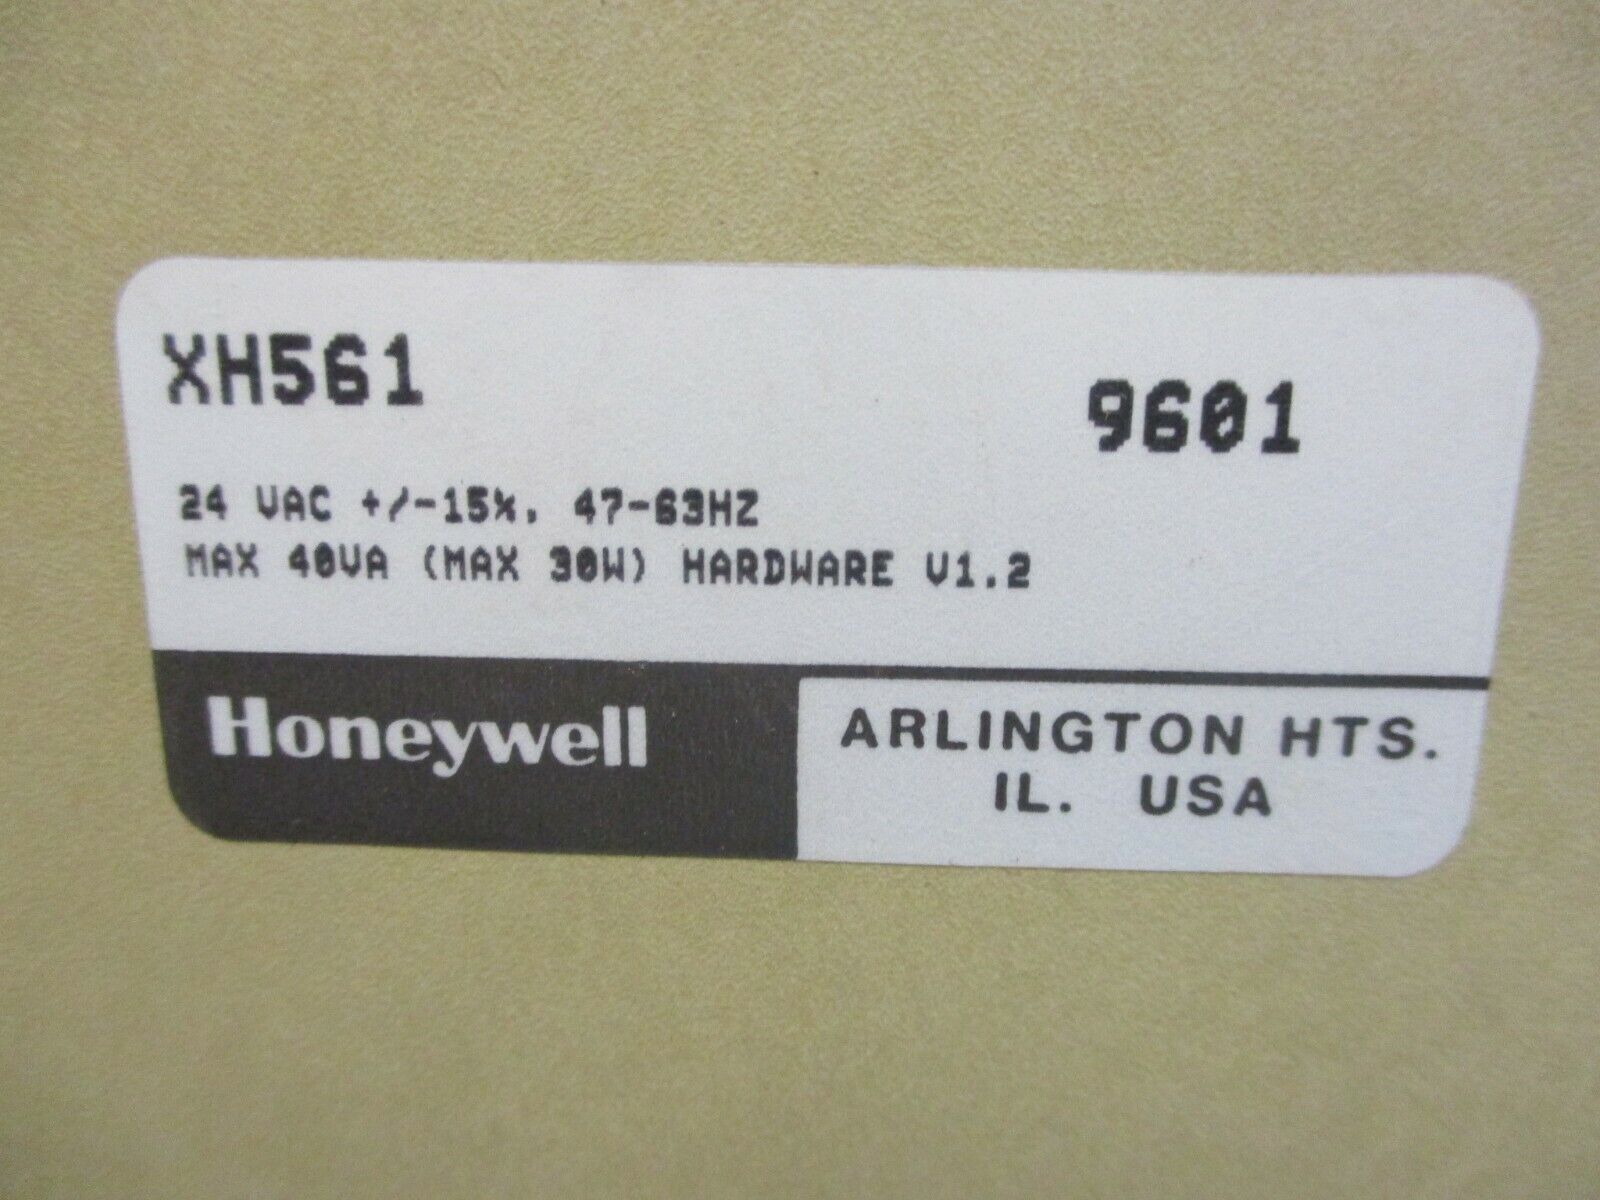 XH561
9601
24 VAC +/-15%, 47-63HZ
MAX 40VA (MAX 30W) HARDWARE V1.2
Honeywell
ARLINGTON HTS.
IL. USA